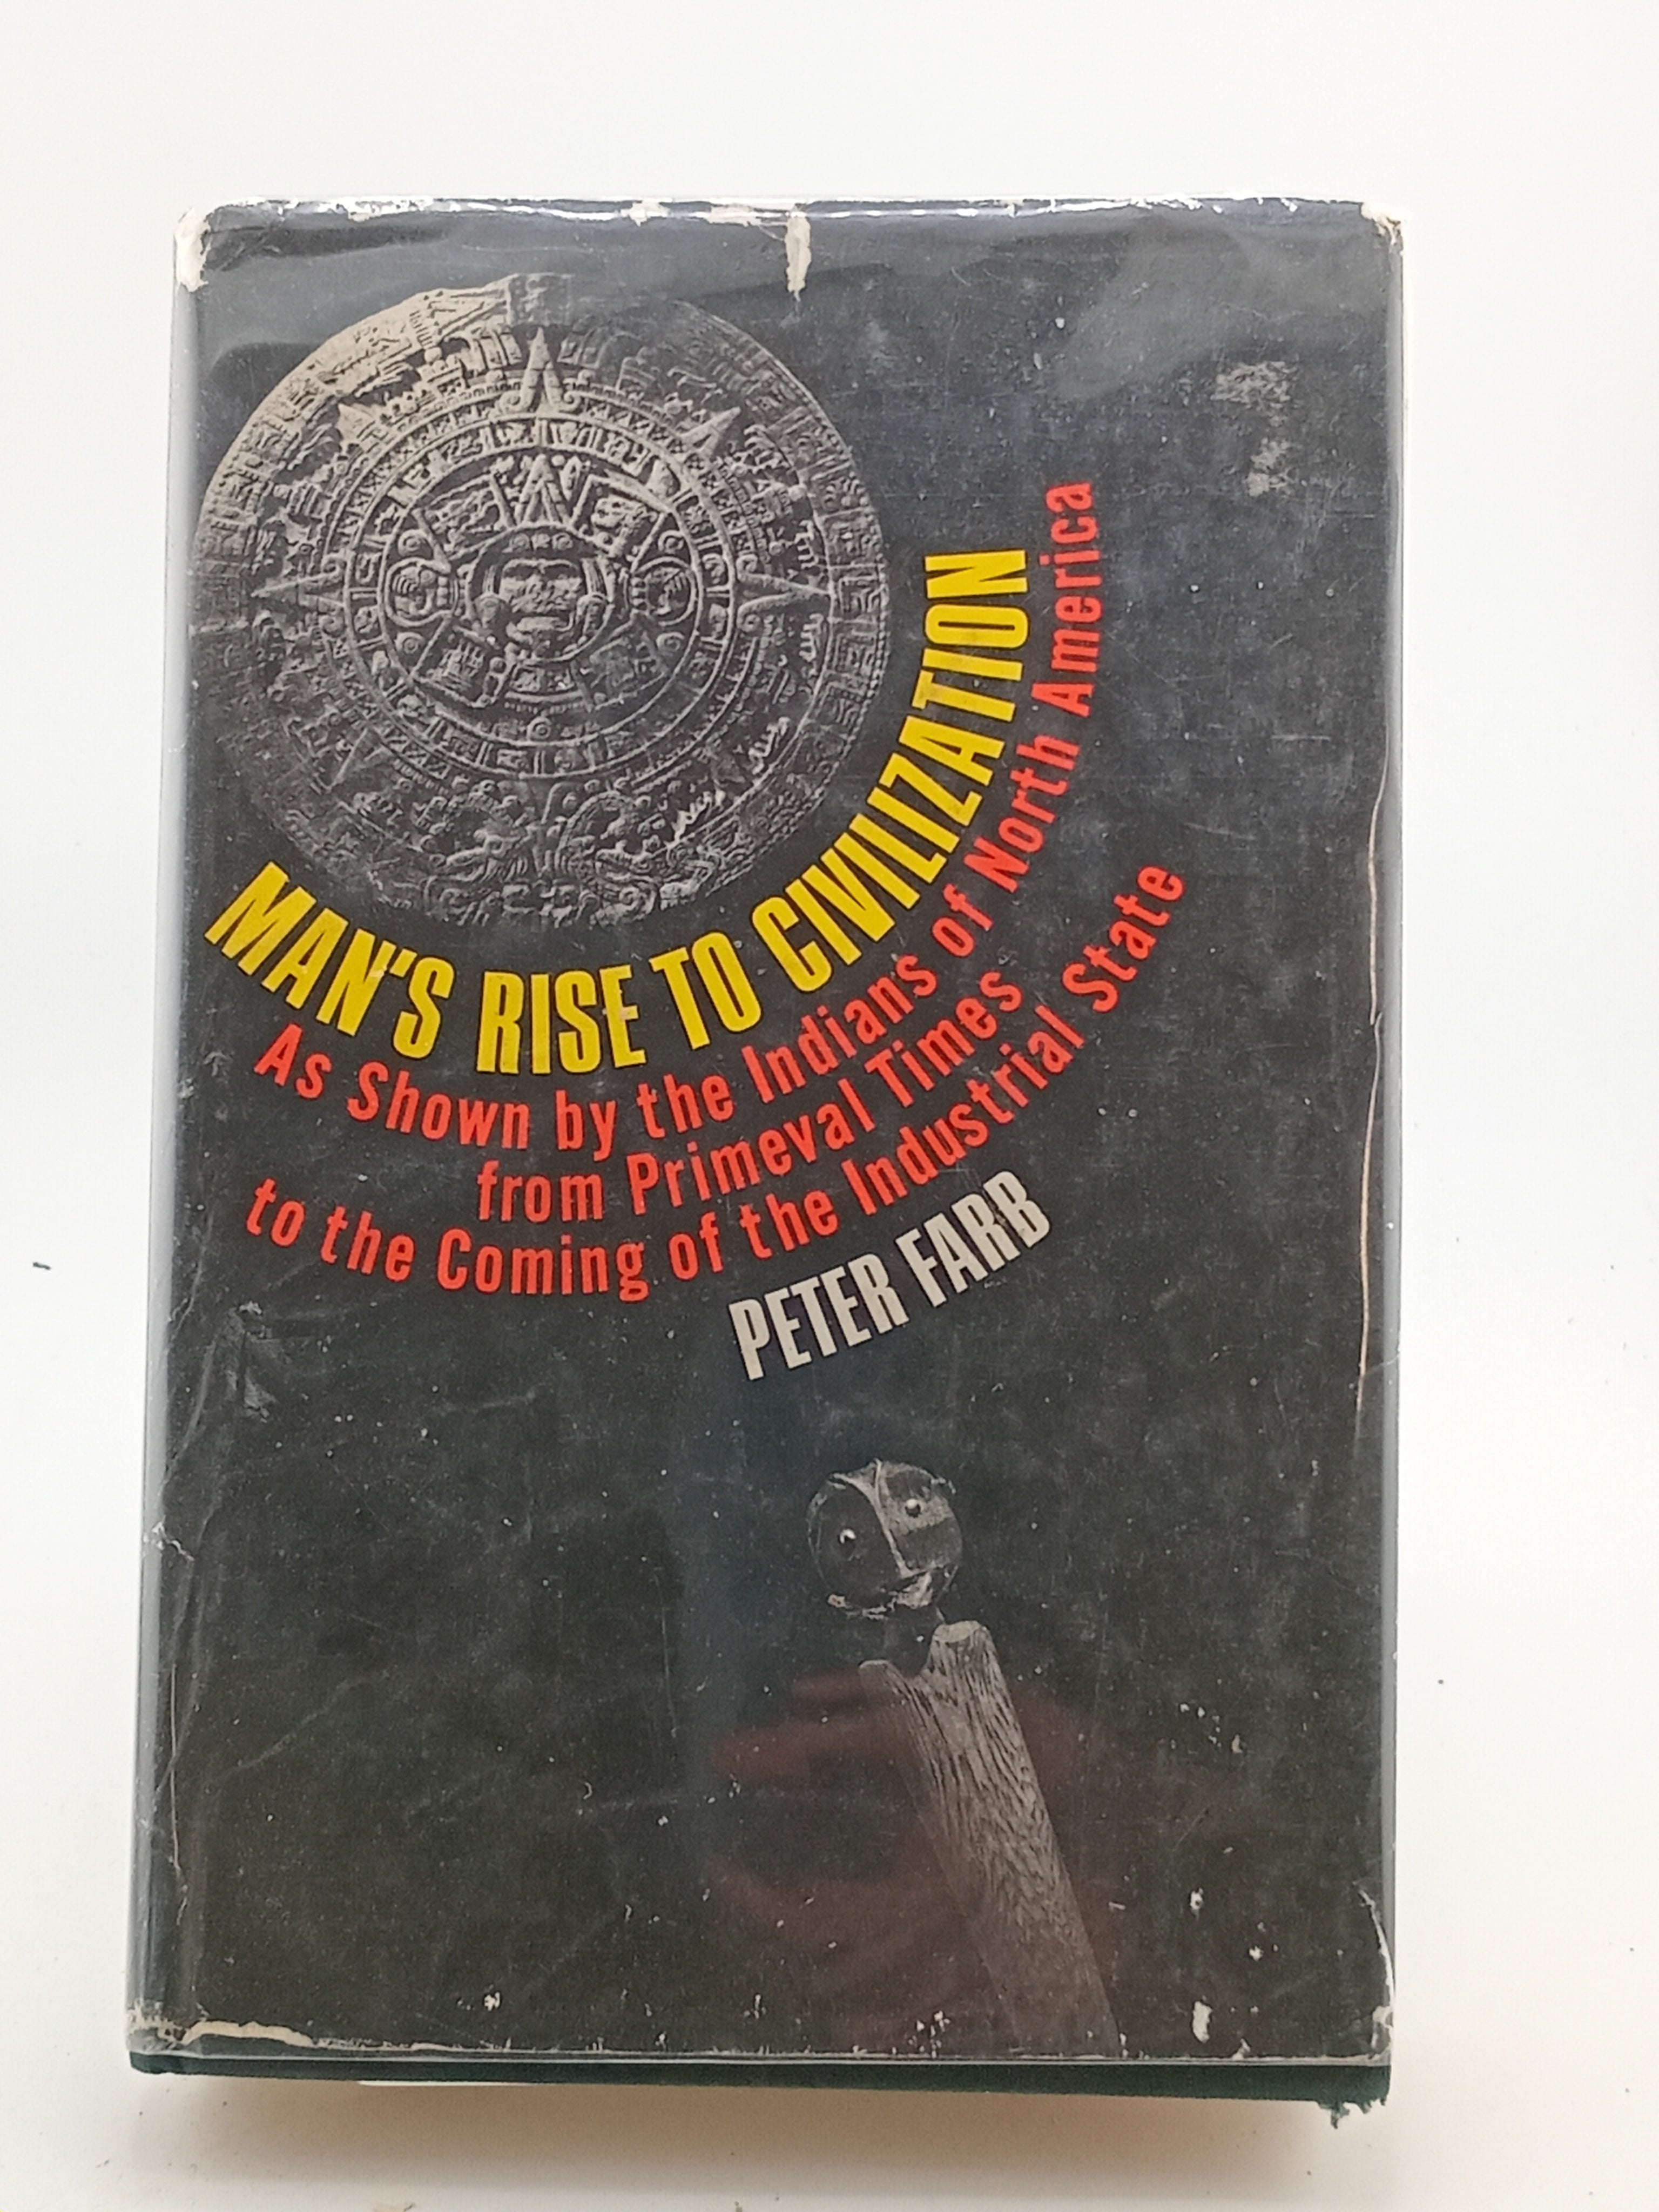 MAN'S RISE TO CIVILIZATION
As Shown by the Indians of North America
from Primeval Times
to the Coming of the Industrial State
PETER FARB